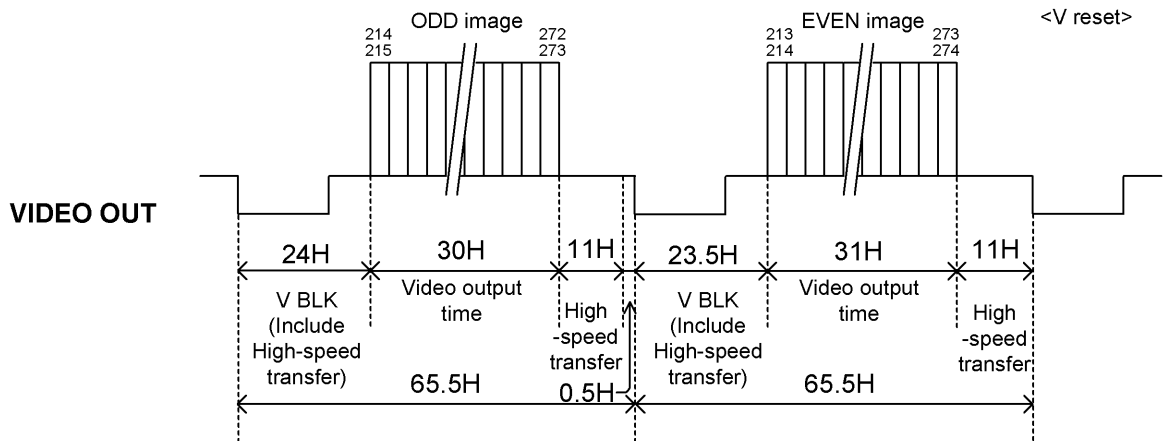 ODD image
EVEN image
<V reset>
214
215
272
273
213
214
273
274
VIDEO OUT
24H
30H
11H
23.5H
31H
11H
V BLK
(Include
High-speed
transfer)
Video output
time
High
-speed
transfer
V BLK
(Include
High-speed
transfer)
Video output
time
High
-speed
transfer
65.5H
0.5H
65.5H